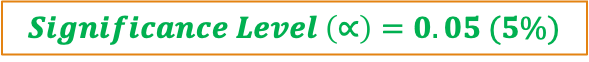 Significance Level (∝) = 0.05 (5%)